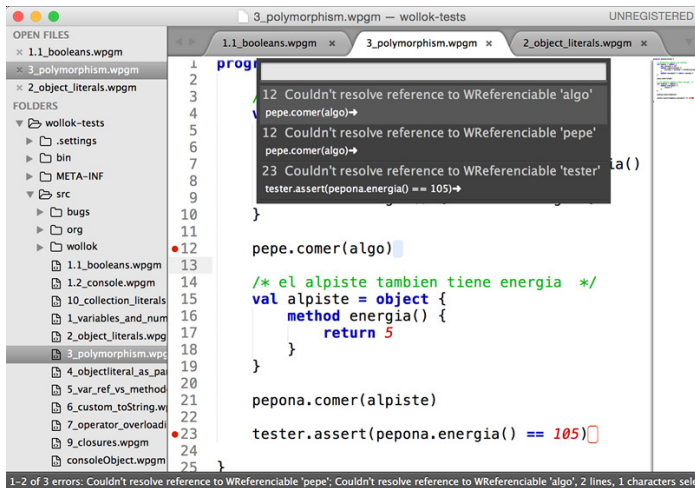 3_polymorphism.wpgm — wollok-tests
UNREGISTERED
OPEN FILES
1.1_booleans.wpgm
3_polymorphism.wpgm
2_object_literals.wpgm
FOLDERS
wollok-tests
.settings
bin
META-INF
src
bugs
org
wollok
1.1_booleans.wpgm
1.2_console.wpgm
10_collection_literals
1_variables_and_num
2_object_literals.wpg
3_polymorphism.wpg
4_objectliteral_as_par
5_var_ref_vs_method
6_custom_toString.w
7_operator_overloadi
9_closures.wpgm
consoleObject.wpgm
1.1_booleans.wpgm ×
3_polymorphism.wpgm ×
2_object_literals.wpgm ×
1 progr
2
3 /
4 v
5
6
7 ia()
8
9
10 }
11
12 pepe.comer(algo)
13
14 /* el alpiste tambien tiene energia */
15 val alpiste = object {
16 method energia() {
17 return 5
18 }
19 }
20
21 pepona.comer(alpiste)
22
23 tester.assert(pepona.energia() == 105)
24
25 }
12 Couldn't resolve reference to WReferenciable 'algo'
pepe.comer(algo)➜
12 Couldn't resolve reference to WReferenciable 'pepe'
pepe.comer(algo)➜
23 Couldn't resolve reference to WReferenciable 'tester'
tester.assert(pepona.energia() == 105)➜
1-2 of 3 errors: Couldn't resolve reference to WReferenciable 'pepe'; Couldn't resolve reference to WReferenciable 'algo', 2 lines, 1 characters sele